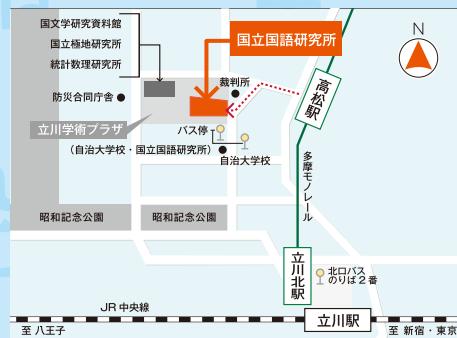 国文学研究資料館
国立極地研究所
統計数理研究所
国立国語研究所
N
防災合同庁舎
裁判所
高松駅
立川学術プラザ
バス停
（自治大学校・国立国語研究所）
自治大学校
多摩モノレール
昭和記念公園
昭和記念公園
立川北駅
北口バス
のりば2番
JR中央線
立川駅
至 八王子
至 新宿・東京